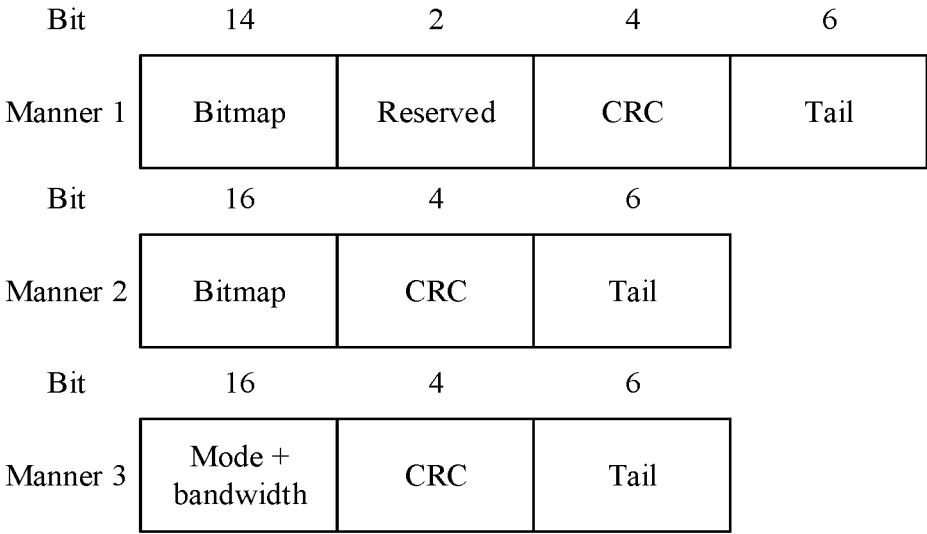 Bit 14 2 4 6
Manner 1 Bitmap Reserved CRC Tail
Bit 16 4 6
Manner 2 Bitmap CRC Tail
Bit 16 4 6
Manner 3 Mode + bandwidth CRC Tail